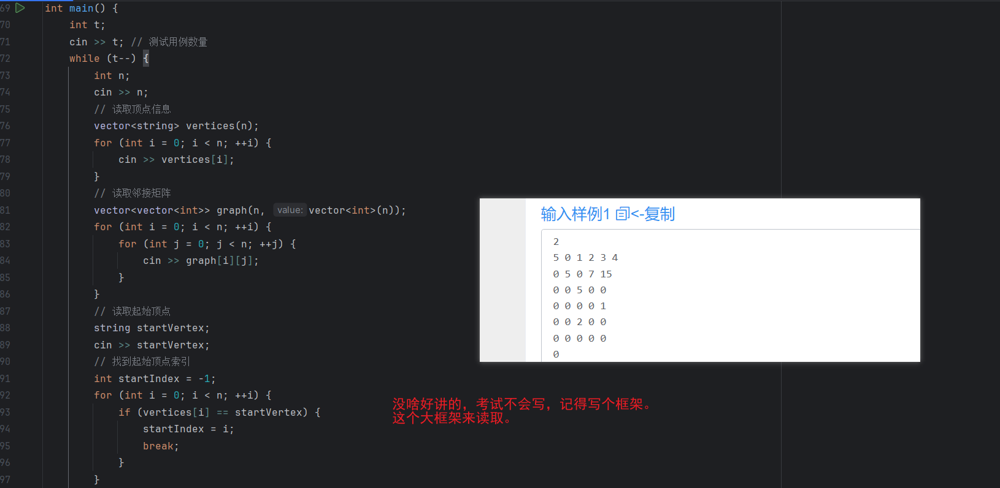 69 int main() {
70 int t;
71 cin >> t; // 测试用例数量
72 while (t--) {
73 int n;
74 cin >> n;
75 // 读取顶点信息
76 vector<string> vertices(n);
77 for (int i = 0; i < n; ++i) {
78 cin >> vertices[i];
79 }
80 // 读取邻接矩阵
81 vector<vector<int>> graph(n, value: vector<int>(n));
82 for (int i = 0; i < n; ++i) {
83 for (int j = 0; j < n; ++j) {
84 cin >> graph[i][j];
85 }
86 }
87 // 读取起始顶点
88 string startVertex;
89 cin >> startVertex;
90 // 找到起始顶点索引
91 int startIndex = -1;
92 for (int i = 0; i < n; ++i) {
93 if (vertices[i] == startVertex) {
94 startIndex = i;
95 break;
96 }
97 }
输入样例1 <-复制
2
5 0 1 2 3 4
0 5 0 7 15
0 0 5 0 0
0 0 0 0 1
0 0 2 0 0
0 0 0 0 0
0
没啥好讲的，考试不会写，记得写个框架。
这个大框架来读取。